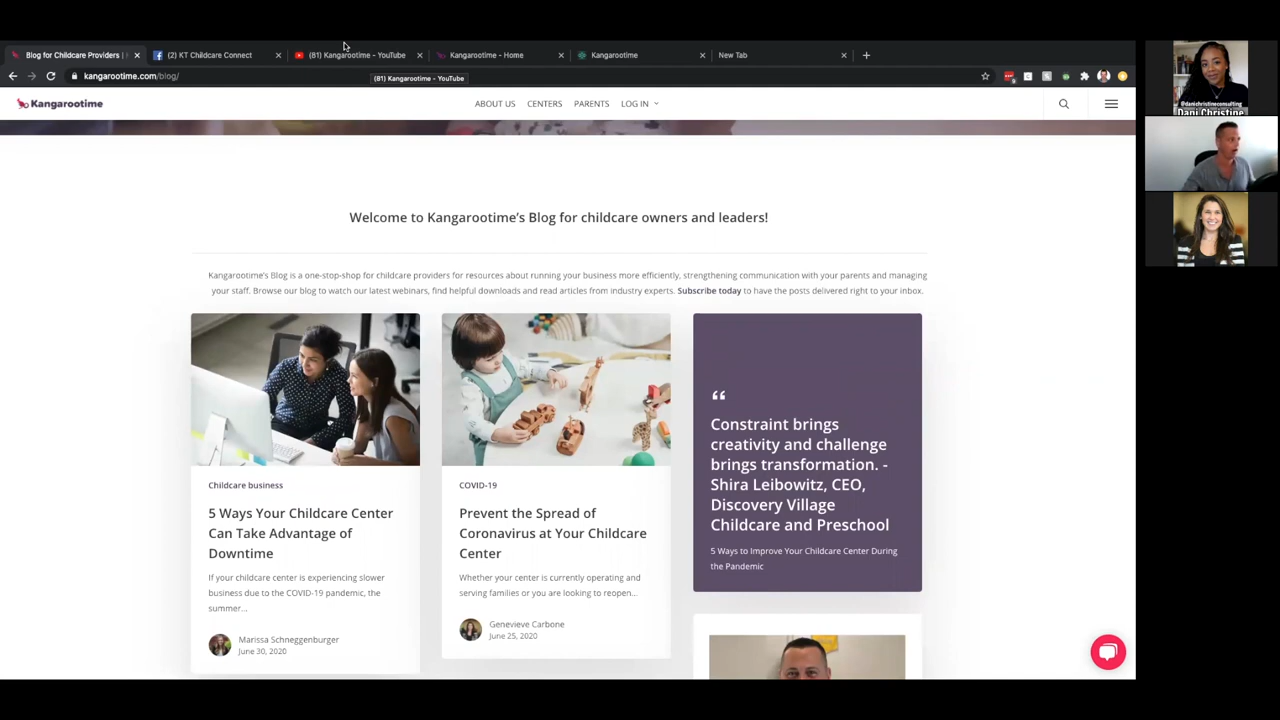 Blog for Childcare Providers |
(2) KT Childcare Connect
(81) Kangarootime - YouTube
Kangarootime - Home
Kangarootime
New Tab
kangarootime.com/blog/
(81) Kangarootime - YouTube
Kangarootime
ABOUT US
CENTERS
PARENTS
LOG IN
@danichristineconsulting
Dani Christine
Welcome to Kangarootime's Blog for childcare owners and leaders!
Kangarootime's Blog is a one-stop-shop for childcare providers for resources about running your business more efficiently, strengthening communication with your parents and managing
your staff. Browse our blog to watch our latest webinars, find helpful downloads and read articles from industry experts. Subscribe today to have the posts delivered right to your inbox.
Childcare business
5 Ways Your Childcare Center
Can Take Advantage of
Downtime
If your childcare center is experiencing slower
business due to the COVID-19 pandemic, the
summer...
Marissa Schneggenburger
June 30, 2020
COVID-19
Prevent the Spread of
Coronavirus at Your Childcare
Center
Whether your center is currently operating and
serving families or you are looking to reopen...
Genevieve Carbone
June 25, 2020
“
Constraint brings
creativity and challenge
brings transformation. -
Shira Leibowitz, CEO,
Discovery Village
Childcare and Preschool
5 Ways to Improve Your Childcare Center During
the Pandemic